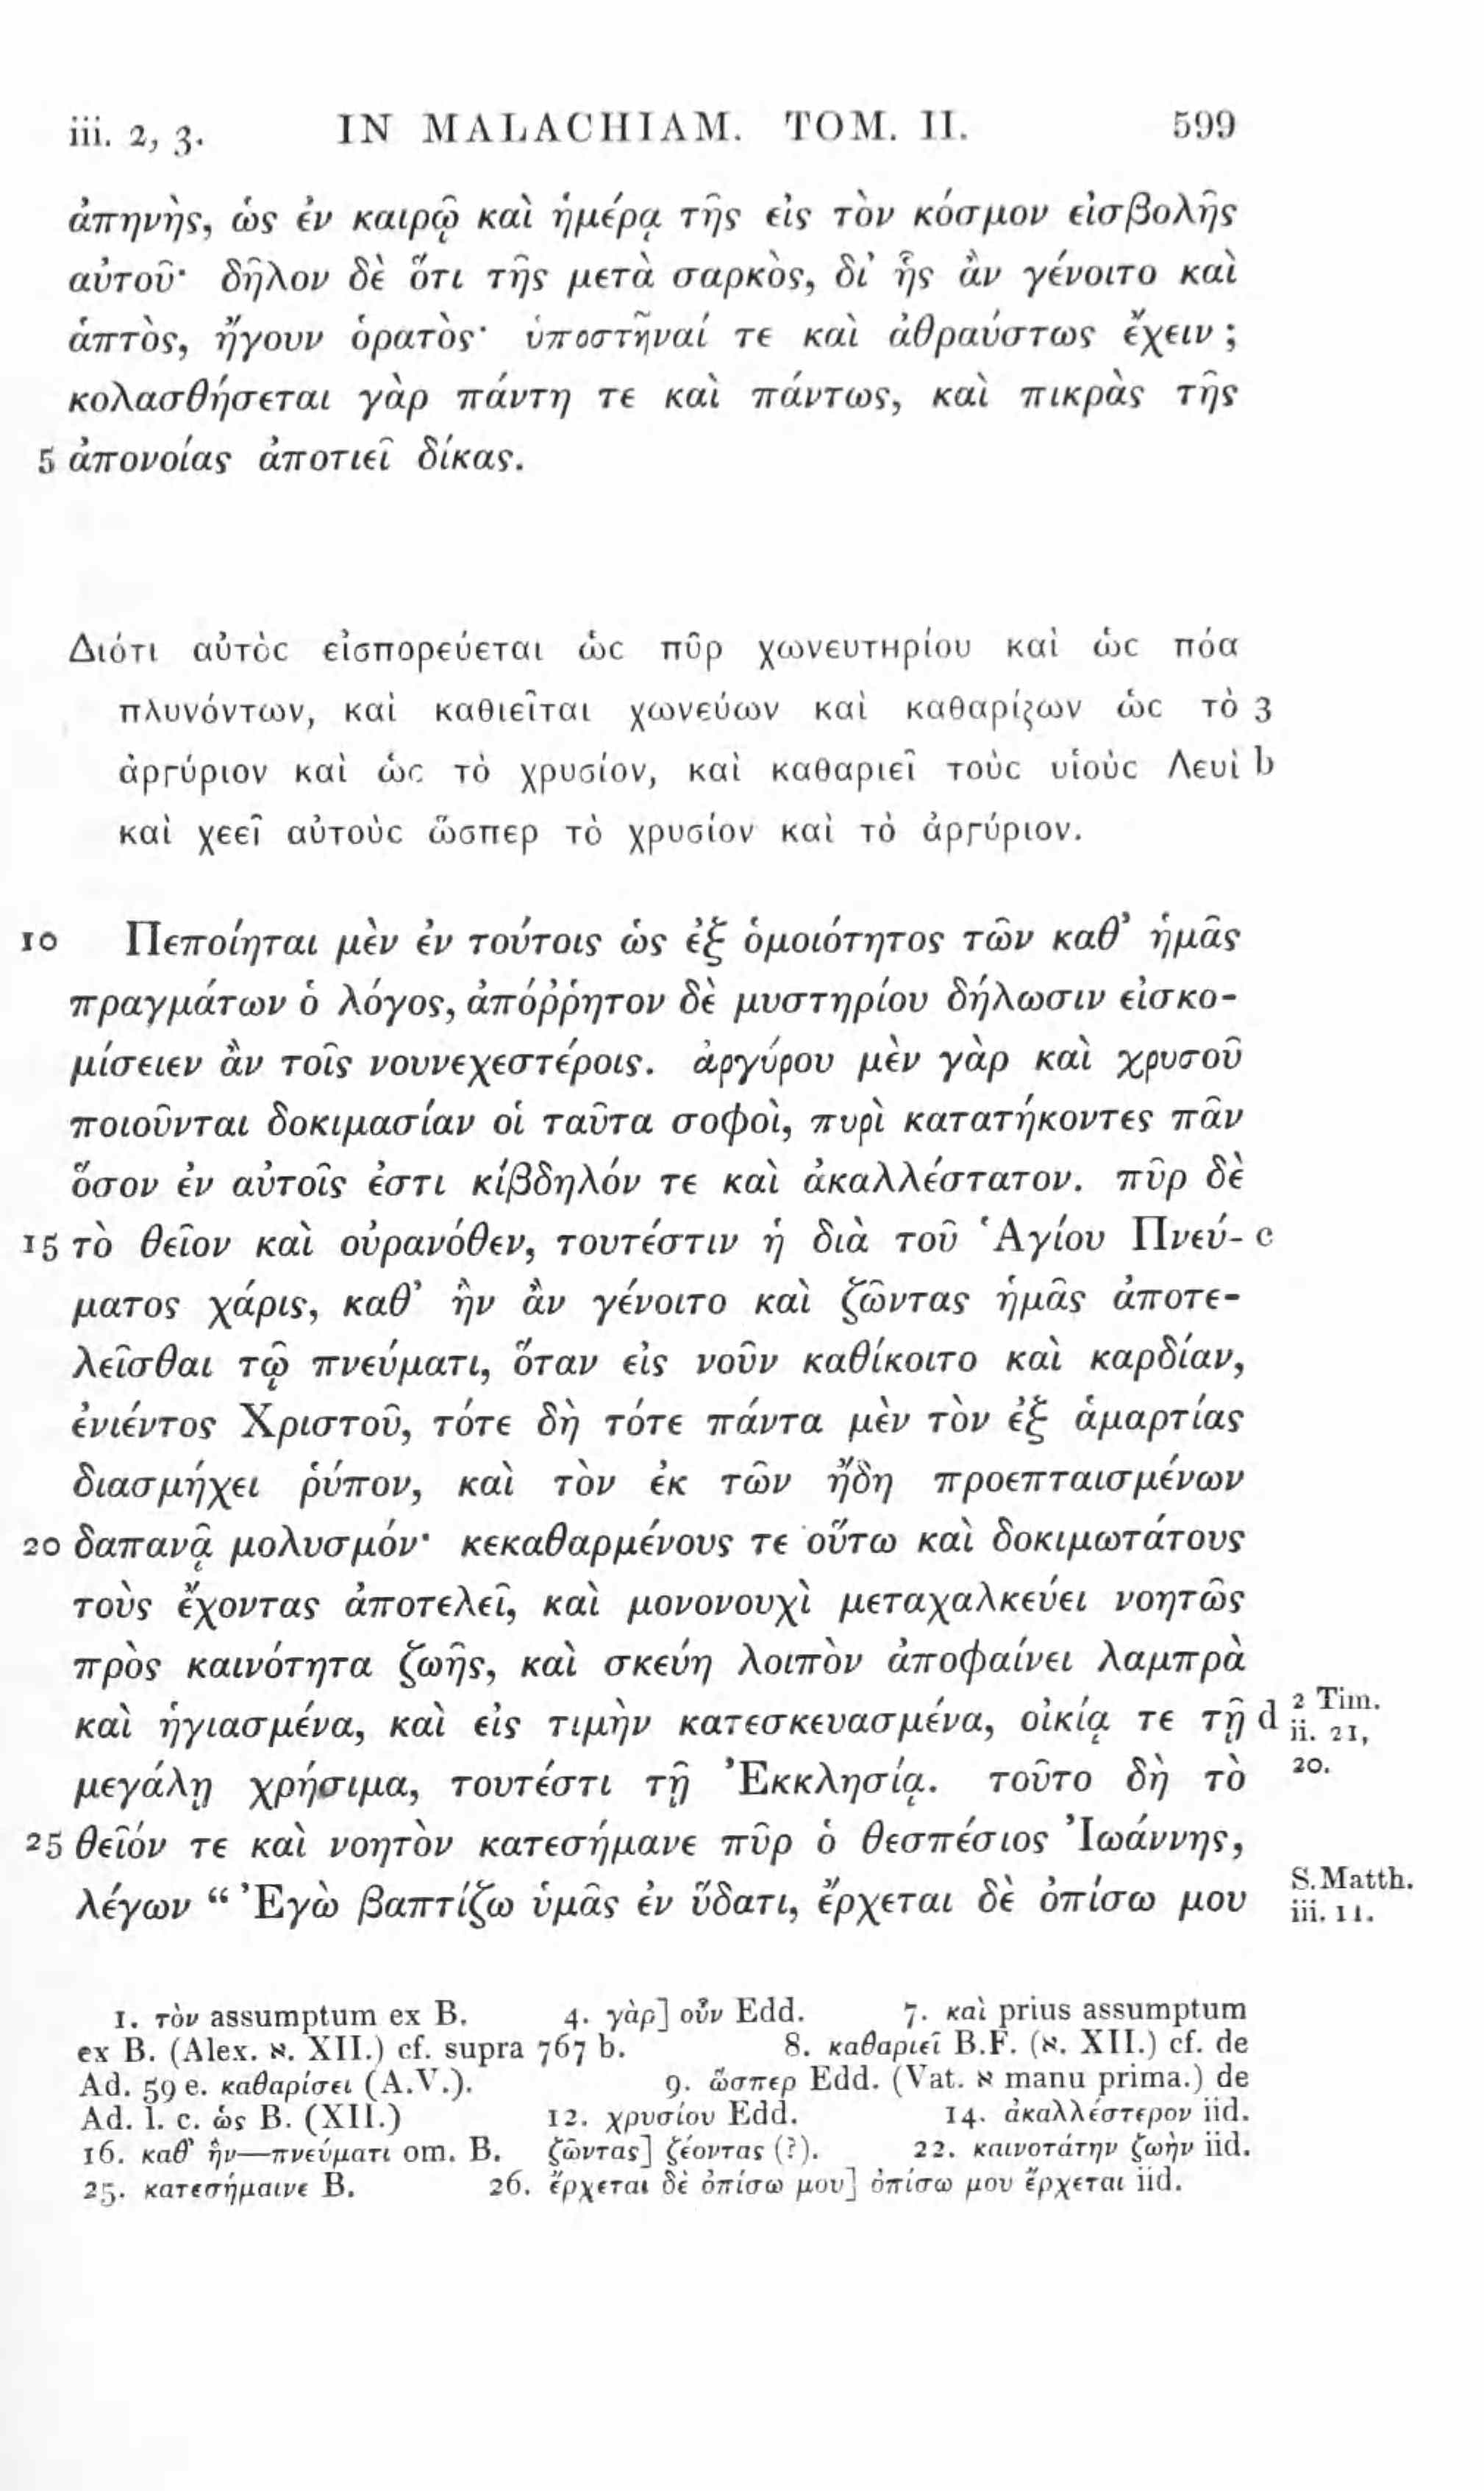 iii. 2, 3. IN MALACHIAM. TOM. II. 599
ἀπηνὴς, ὡς ἐν καιρῷ καὶ ἡμέρᾳ τῆς εἰς τὸν κόσμον εἰσβολῆς
αὐτοῦ· δῆλον δὲ ὅτι τῆς μετὰ σαρκὸς, δι' ἧς ἂν γένοιτο καὶ
ἁπτὸς, ἤγουν ὁρατὸς· ὑποστῆναί τε καὶ ἀθραύστως ἔχειν ;
κολασθήσεται γὰρ πάντη τε καὶ πάντως, καὶ πικρὰς τῆς
5 ἀπονοίας ἀποτιεῖ δίκας.
Διότι αὐτὸς εἰσπορεύεται ὡς πῦρ χωνευτηρίου καὶ ὡς πόα
πλυνόντων, καὶ καθιεῖται χωνεύων καὶ καθαρίζων ὡς τὸ 3
ἀργύριον καὶ ὡς τὸ χρυσίον, καὶ καθαριεῖ τοὺς υἱοὺς Λευὶ b
καὶ χεεῖ αὐτοὺς ὥσπερ τὸ χρυσίον καὶ τὸ ἀργύριον.
10 Πεποίηται μὲν ἐν τούτοις ὡς ἐξ ὁμοιότητος τῶν καθ' ἡμᾶς
πραγμάτων ὁ λόγος, ἀπόῤῥητον δὲ μυστηρίου δήλωσιν εἰσκο-
μίσειεν ἂν τοῖς νουνεχεστέροις. ἀργύρου μὲν γὰρ καὶ χρυσοῦ
ποιοῦνται δοκιμασίαν οἱ ταῦτα σοφοὶ, πυρὶ κατατήκοντες πᾶν
ὅσον ἐν αὐτοῖς ἐστι κίβδηλόν τε καὶ ἀκαλλέστατον. πῦρ δὲ
15 τὸ θεῖον καὶ οὐρανόθεν, τουτέστιν ἡ διὰ τοῦ Ἁγίου Πνεύ- c
ματος χάρις, καθ' ἣν ἂν γένοιτο καὶ ζῶντας ἡμᾶς ἀποτε-
λεῖσθαι τῷ πνεύματι, ὅταν εἰς νοῦν καθίκοιτο καὶ καρδίαν,
ἐνιέντος Χριστοῦ, τότε δὴ τότε πάντα μὲν τὸν ἐξ ἁμαρτίας
διασμήχει ῥύπον, καὶ τὸν ἐκ τῶν ἤδη προεπταισμένων
20 δαπανᾷ μολυσμόν· κεκαθαρμένους τε οὕτω καὶ δοκιμωτάτους
τοὺς ἔχοντας ἀποτελεῖ, καὶ μονονουχὶ μεταχαλκεύει νοητῶς
πρὸς καινότητα ζωῆς, καὶ σκεύη λοιπὸν ἀποφαίνει λαμπρὰ
καὶ ἡγιασμένα, καὶ εἰς τιμὴν κατεσκευασμένα, οἰκίᾳ τε τῇ d 2 Tim. ii. 21,
μεγάλῃ χρήσιμα, τουτέστι τῇ Ἐκκλησίᾳ. τοῦτο δὴ τὸ 20.
25 θεῖόν τε καὶ νοητὸν κατεσήμανε πῦρ ὁ θεσπέσιος Ἰωάννης,
λέγων “ Ἐγὼ βαπτίζω ὑμᾶς ἐν ὕδατι, ἔρχεται δὲ ὀπίσω μου S. Matth. iii. 11.
1. τὸν assumptum ex B. 4. γὰρ] οὖν Edd. 7. καὶ prius assumptum
ex B. (Alex. א. XII.) cf. supra 767 b. 8. καθαριεῖ B.F. (א. XII.) cf. de
Ad. 59 e. καθαρίσει (A.V.). 9. ὥσπερ Edd. (Vat. א manu prima.) de
Ad. l. c. ὡς B. (XII.) 12. χρυσίου Edd. 14. ἀκαλλέστερον iid.
16. καθ' ἣν—πνεύματι om. B. ζῶντας] ζέοντας (?). 22. καινοτάτην ζωὴν iid.
25. κατεσήμαινε B. 26. ἔρχεται δὲ ὀπίσω μου] ὀπίσω μου ἔρχεται iid.